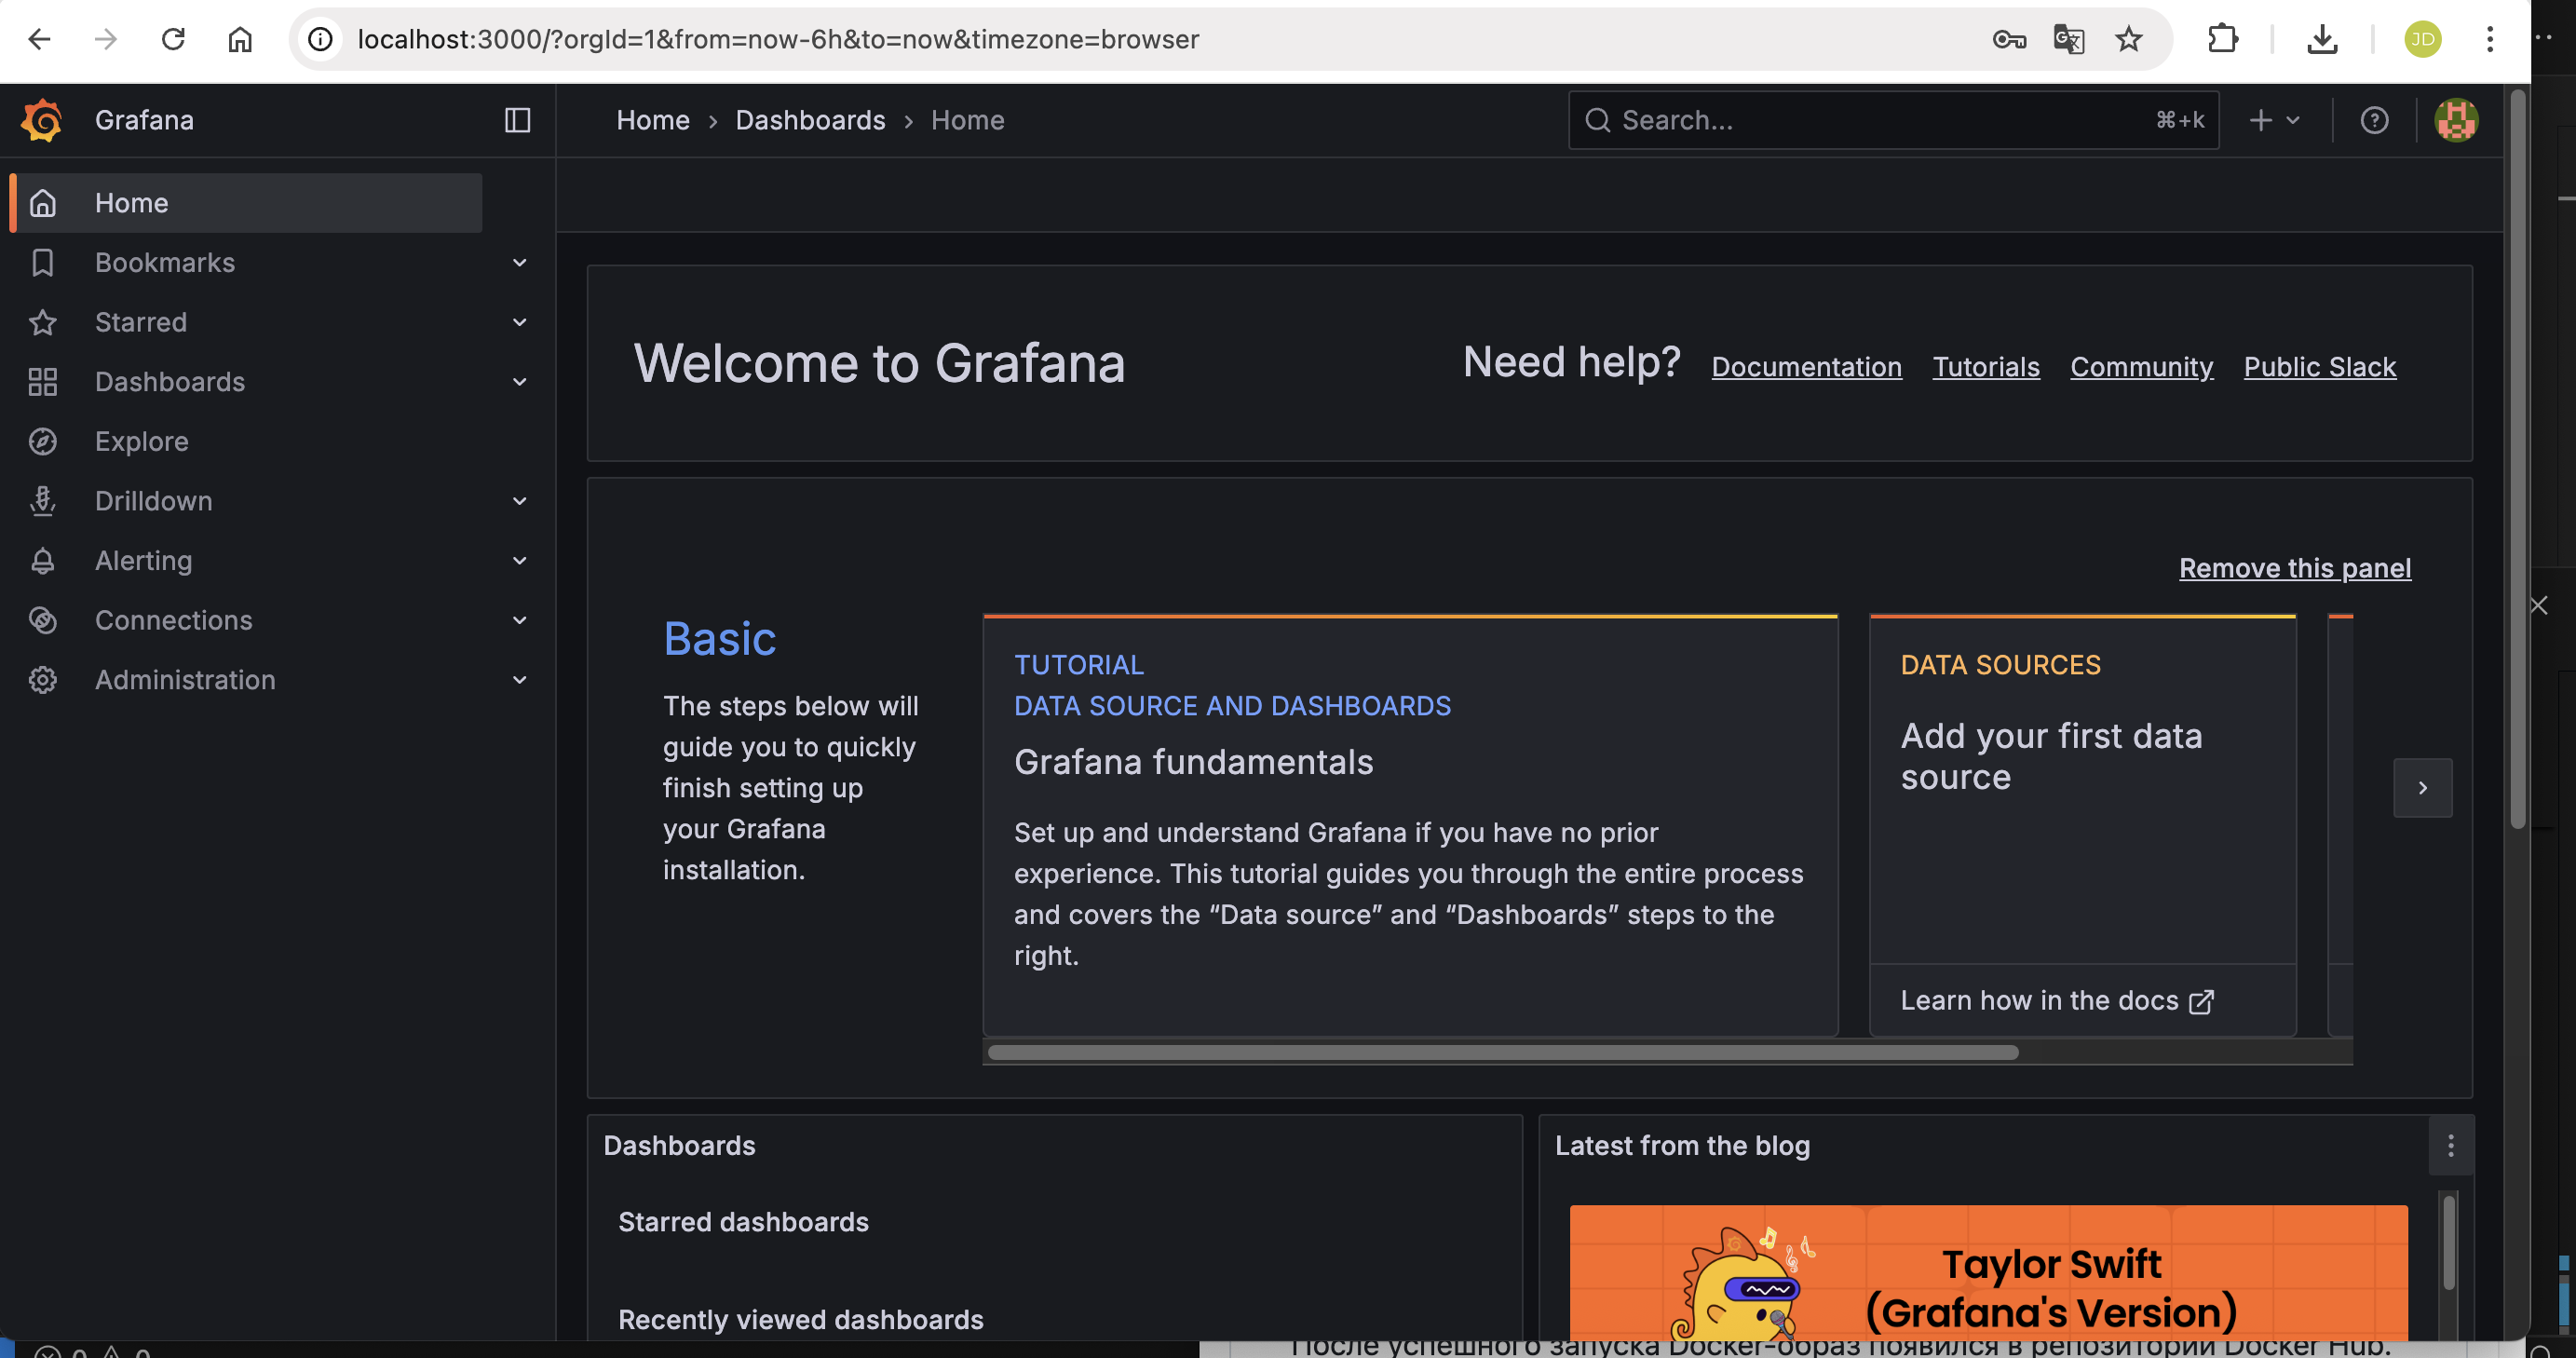 localhost:3000/?orgId=1&from=now-6h&to=now&timezone=browser
JD
Grafana
Home › Dashboards › Home
Search...
⌘+k
Home
Bookmarks
Starred
Dashboards
Explore
Drilldown
Alerting
Connections
Administration
Welcome to Grafana
Need help?
Documentation
Tutorials
Community
Public Slack
Remove this panel
Basic
The steps below will
guide you to quickly
finish setting up
your Grafana
installation.
TUTORIAL
DATA SOURCE AND DASHBOARDS
Grafana fundamentals
Set up and understand Grafana if you have no prior
experience. This tutorial guides you through the entire process
and covers the “Data source” and “Dashboards” steps to the
right.
DATA SOURCES
Add your first data
source
Learn how in the docs
Dashboards
Starred dashboards
Recently viewed dashboards
Latest from the blog
Taylor Swift
(Grafana's Version)
После успешного запуска Docker-образ появился в репозитории Docker Hub.